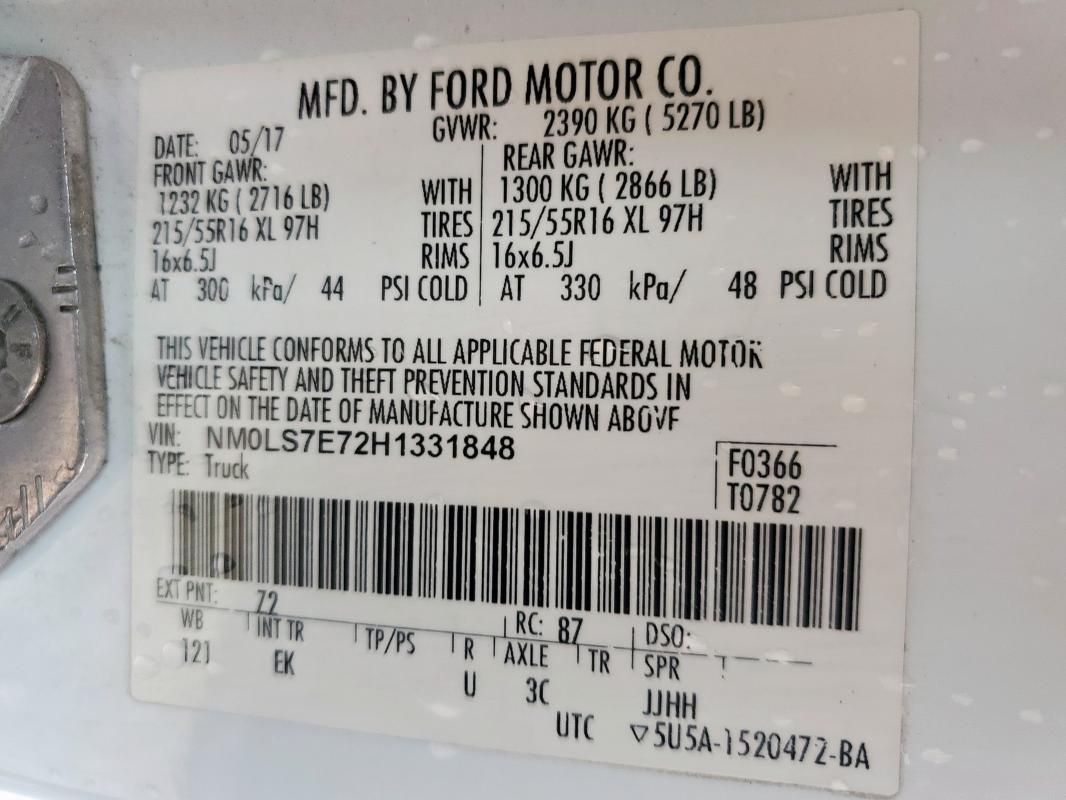 MFD. BY FORD MOTOR CO.
DATE: 05/17 GVWR: 2390 KG ( 5270 LB)
FRONT GAWR: REAR GAWR:
1232 KG ( 2716 LB) WITH 1300 KG ( 2866 LB) WITH
215/55R16 XL 97H TIRES 215/55R16 XL 97H TIRES
16x6.5J RIMS 16x6.5J RIMS
AT 300 kPa/ 44 PSI COLD AT 330 kPa/ 48 PSI COLD
THIS VEHICLE CONFORMS TO ALL APPLICABLE FEDERAL MOTOR
VEHICLE SAFETY AND THEFT PREVENTION STANDARDS IN
EFFECT ON THE DATE OF MANUFACTURE SHOWN ABOVE
VIN: NM0LS7E72H1331848
TYPE: Truck
F0366
T0782
EXT PNT: 72 RC: 87 DSO:
WB INT TR TP/PS R AXLE TR SPR
121 EK U 3C JJHH
UTC ▽5U5A-1520472-BA